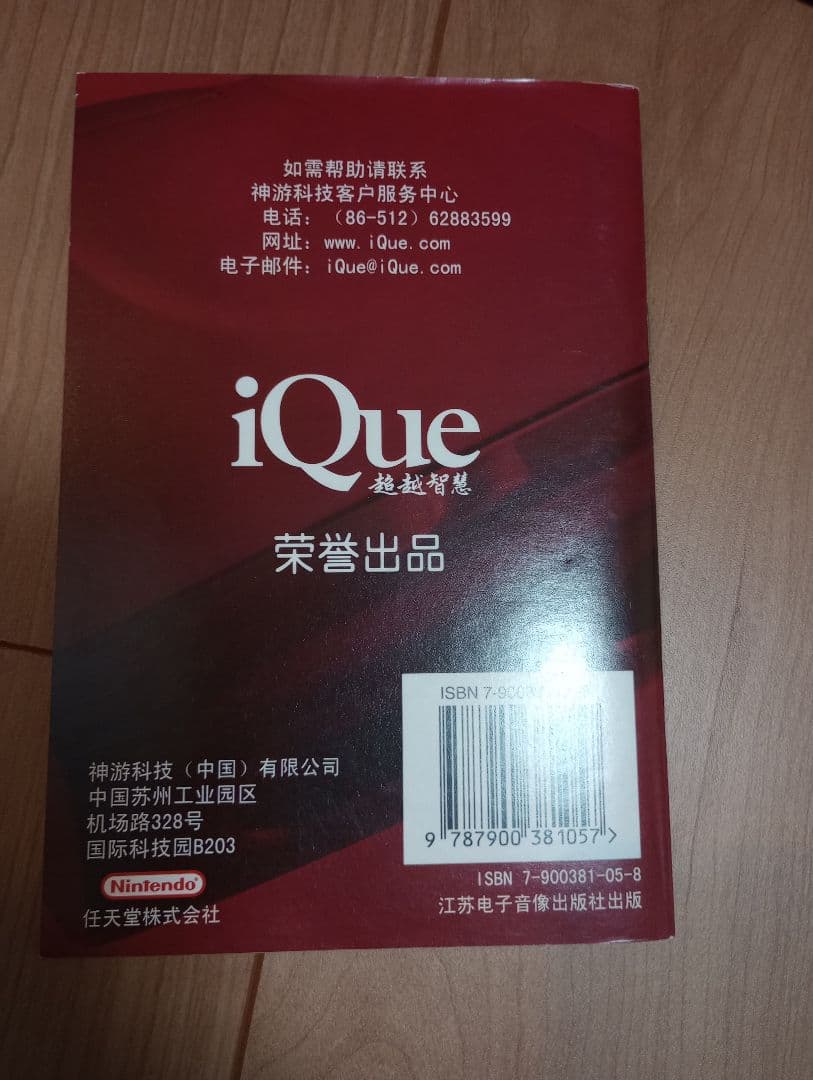 如需帮助请联系
神游科技客户服务中心
电话：（86-512）62883599
网址：www.iQue.com
电子邮件：iQue@iQue.com
iQue
超越智慧
荣誉出品
神游科技（中国）有限公司
中国苏州工业园区
机场路328号
国际科技园B203
Nintendo
任天堂株式会社
ISBN 7-900
9 787900 381057 >
ISBN 7-900381-05-8
江苏电子音像出版社出版